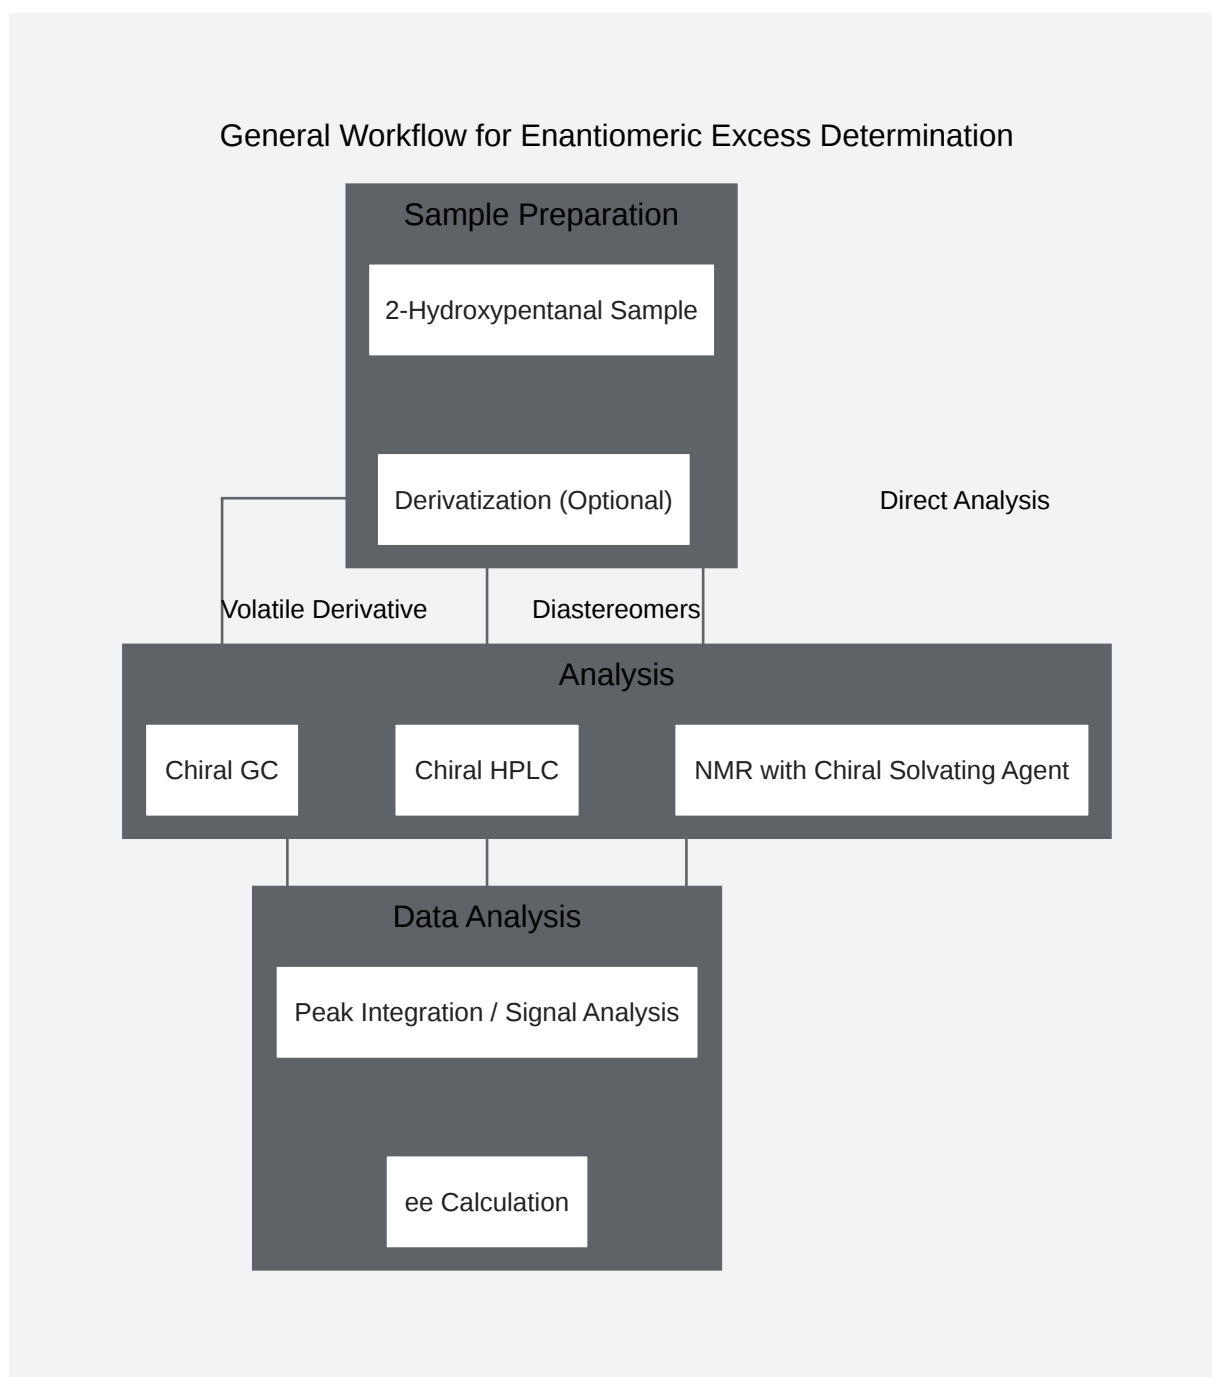 General Workflow for Enantiomeric Excess Determination
Sample Preparation
2-Hydroxypentanal Sample
Derivatization (Optional)
Direct Analysis
Volatile Derivative
Diastereomers
Analysis
Chiral GC
Chiral HPLC
NMR with Chiral Solvating Agent
Data Analysis
Peak Integration / Signal Analysis
ee Calculation